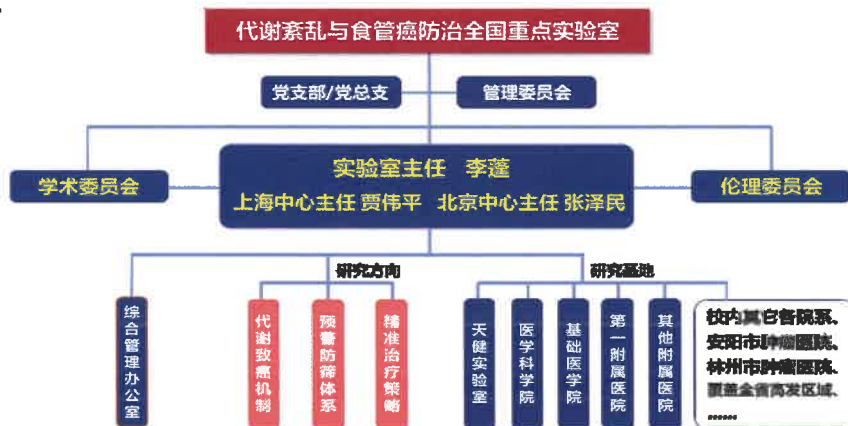 代谢紊乱与食管癌防治全国重点实验室
党支部/党总支
管理委员会
学术委员会
实验室主任 李蓬
上海中心主任 贾伟平 北京中心主任 张泽民
伦理委员会
研究方向
研究基地
综合管理办公室
代谢致癌机制
预警防筛体系
精准治疗策略
天健实验室
医学科学院
基础医学院
第一附属医院
其他附属医院
校内其它各院系、
安阳市肿瘤医院、
林州市肿瘤医院、
覆盖全省高发区域、
......